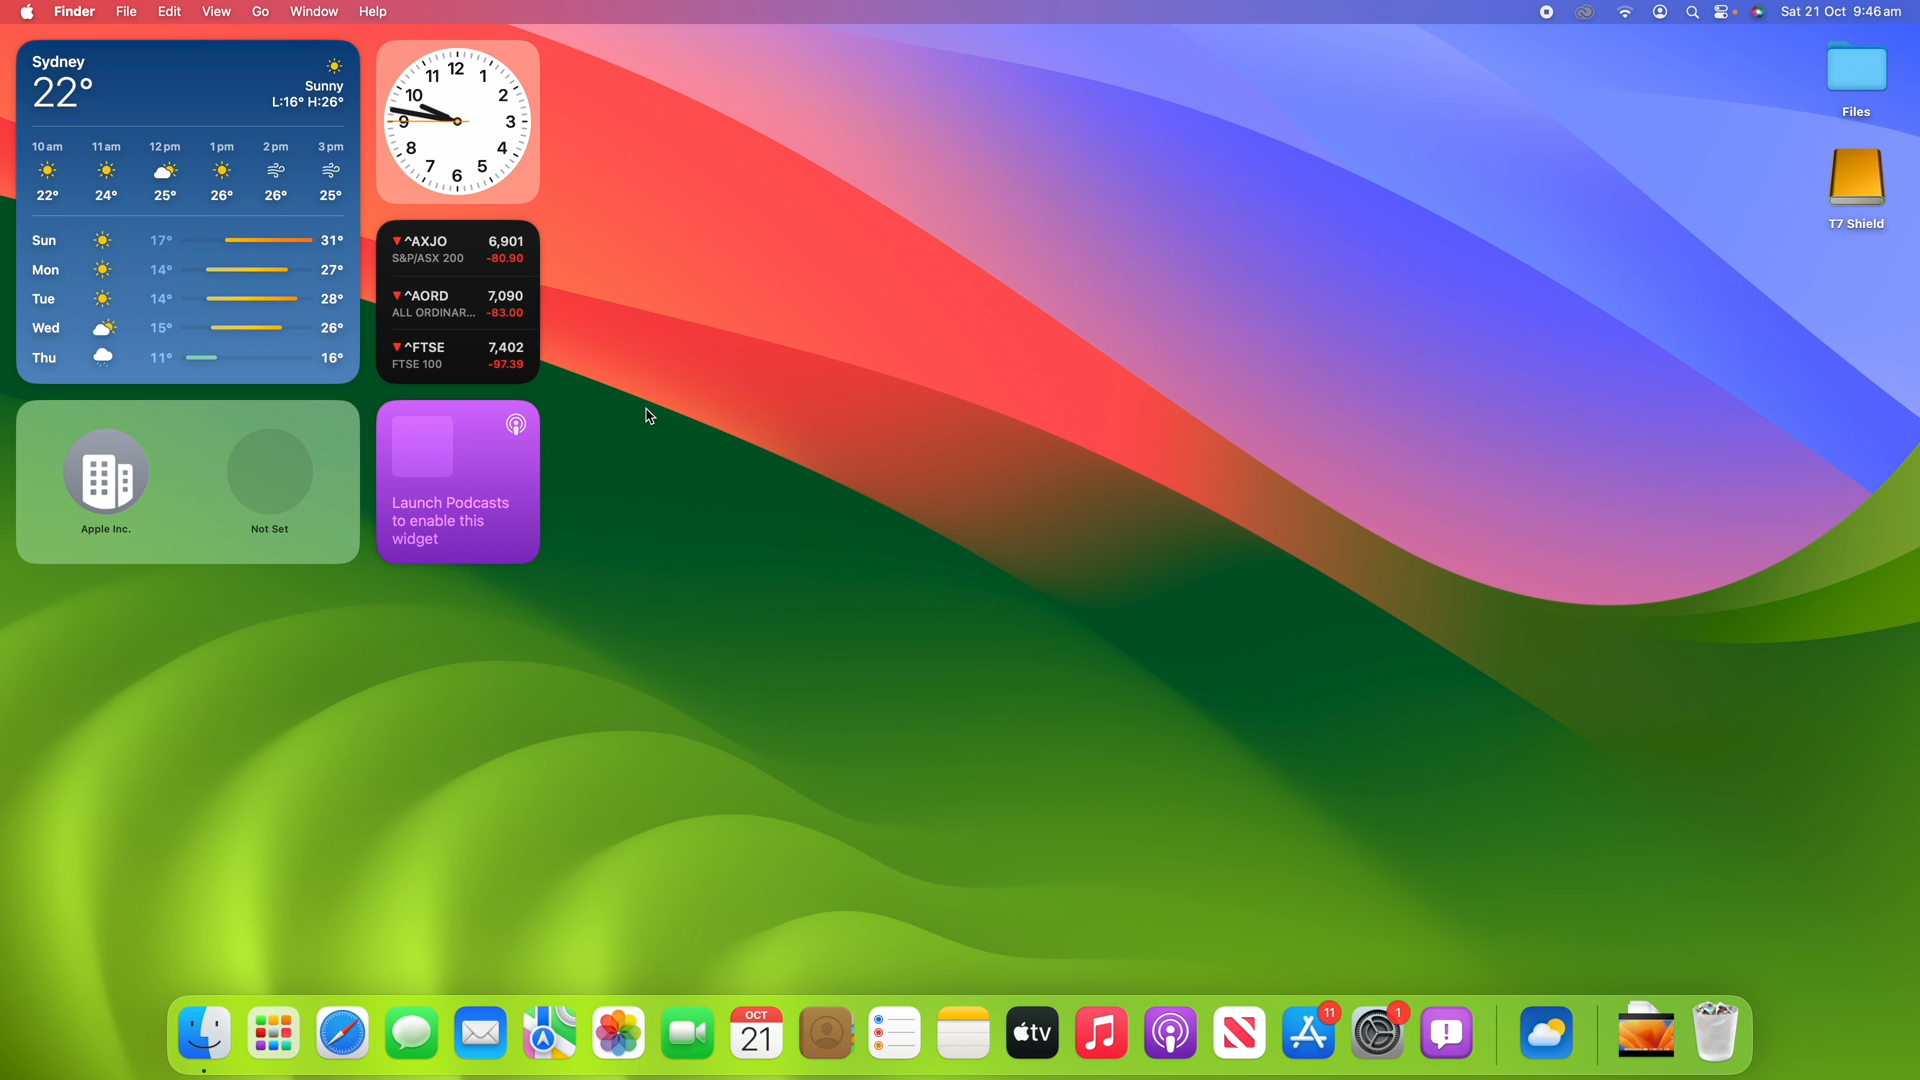 Finder File Edit View Go Window Help
Sat 21 Oct 9:46 am
Sydney
22°
Sunny
L:16° H:26°
10 am 11 am 12 pm 1 pm 2 pm 3 pm
22° 24° 25° 26° 26° 25°
Sun 17° 31°
Mon 14° 27°
Tue 14° 28°
Wed 15° 26°
Thu 11° 16°
12
1
2
3
4
5
6
7
8
9
10
11
^AXJO 6,901
S&P/ASX 200 -80.90
^AORD 7,090
ALL ORDINAR... -83.00
^FTSE 7,402
FTSE 100 -97.39
Apple Inc.
Not Set
Launch Podcasts
to enable this
widget
Files
T7 Shield
OCT
21
tv
11
1